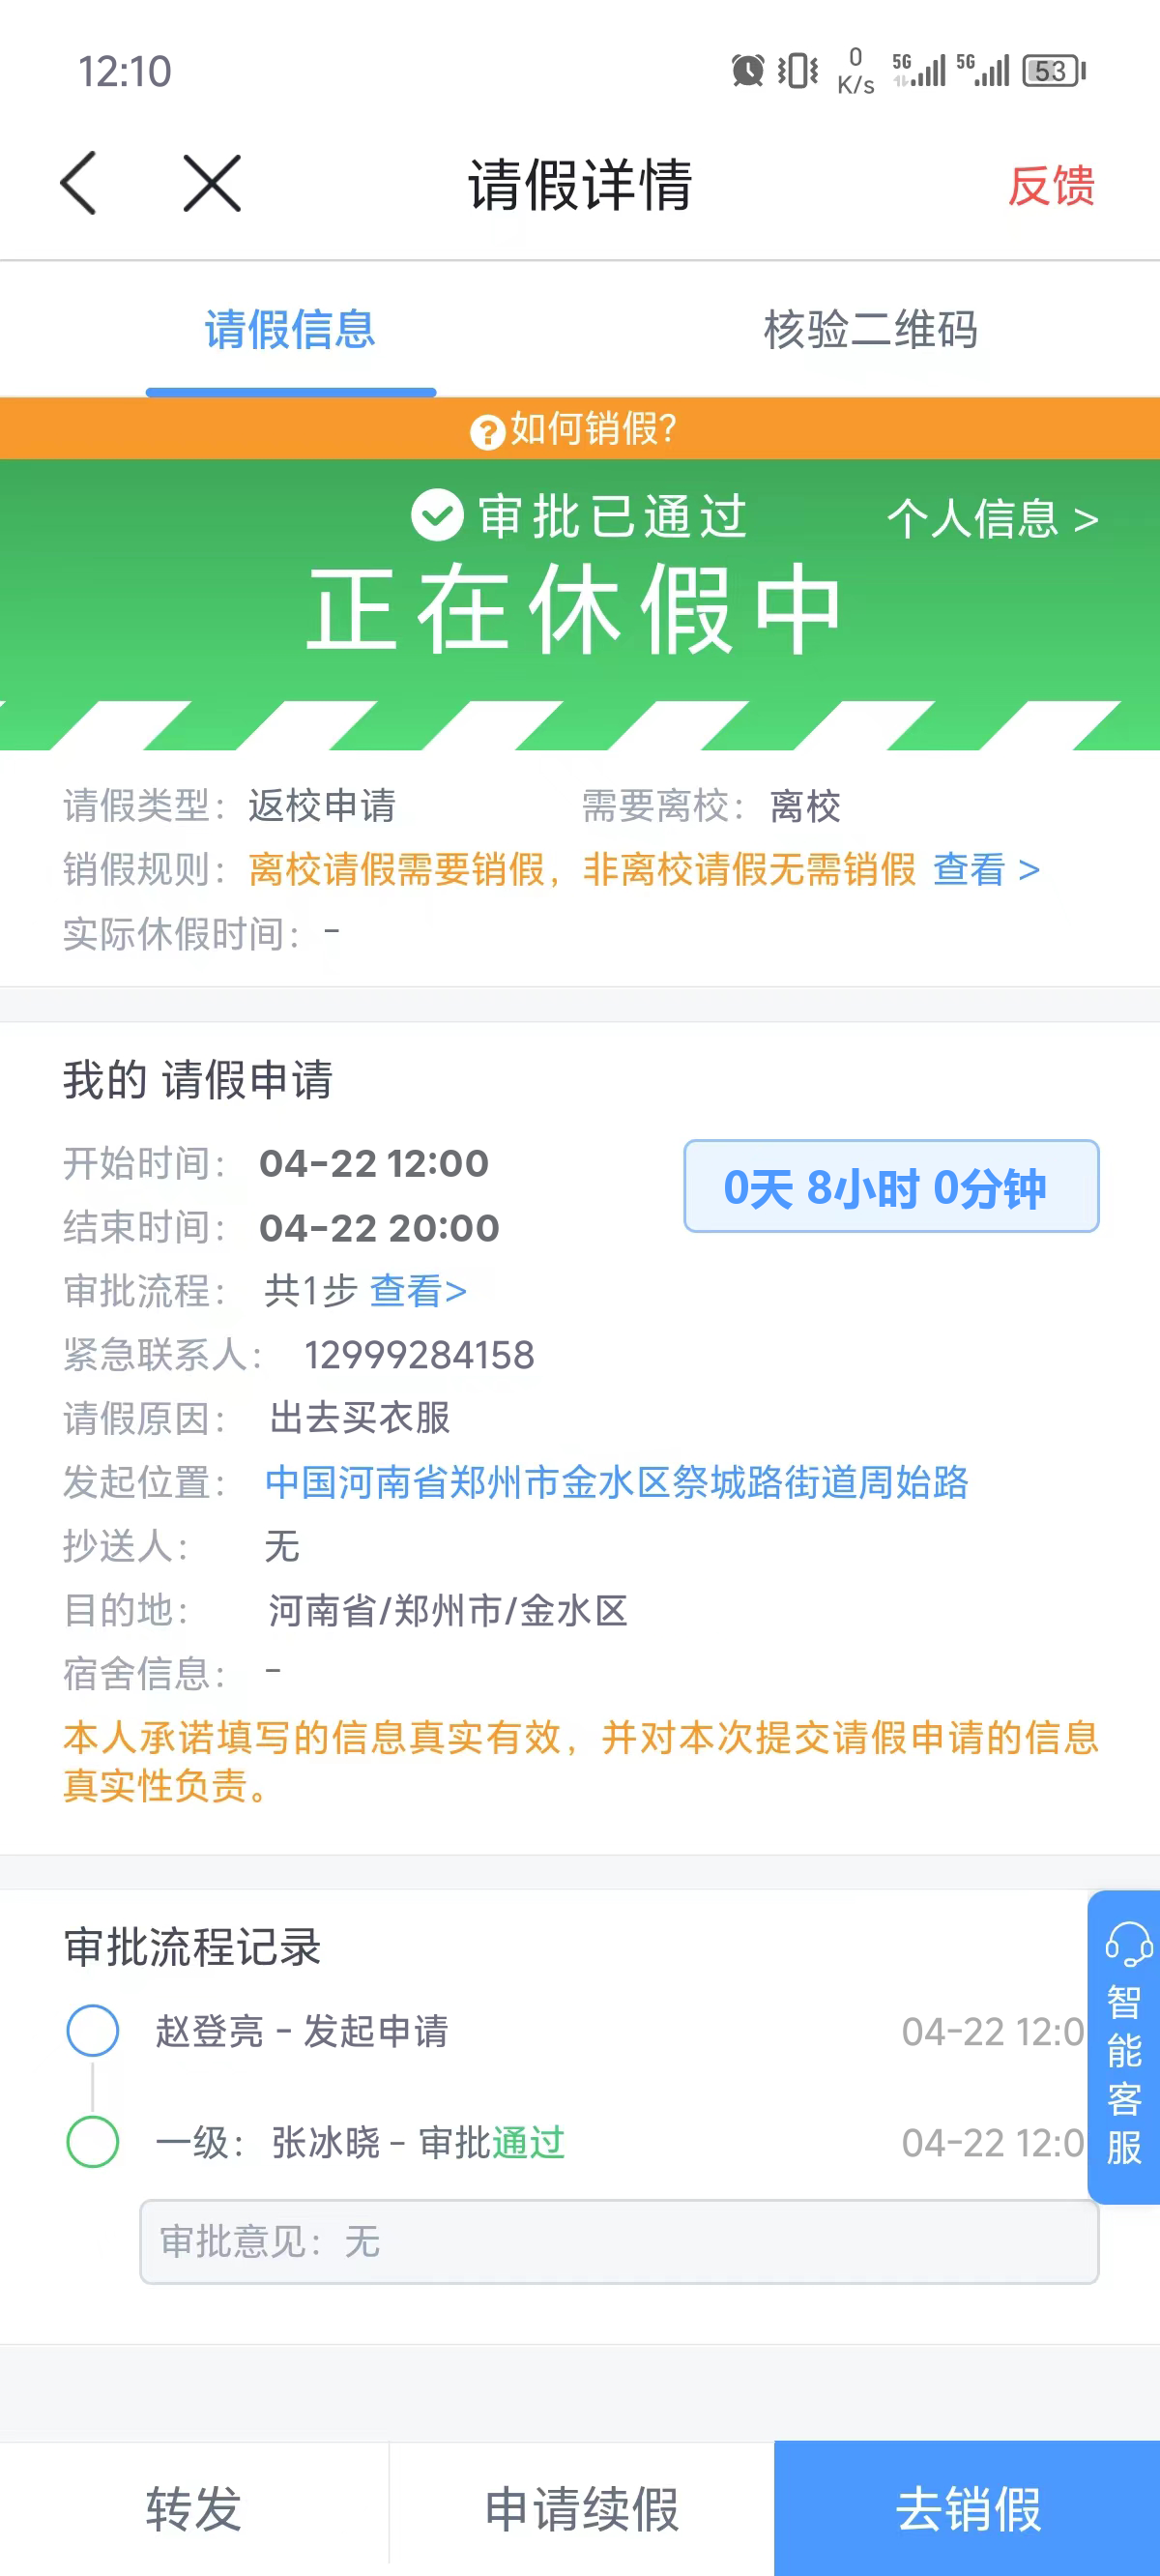 12:10
0 K/s 5G 5G 53
请假详情
反馈
请假信息
核验二维码
如何销假?
审批已通过
个人信息 >
正在休假中
请假类型：返校申请
需要离校：离校
销假规则：离校请假需要销假，非离校请假无需销假 查看 >
实际休假时间：-
我的 请假申请
开始时间：04-22 12:00
0天 8小时 0分钟
结束时间：04-22 20:00
审批流程：共1步 查看>
紧急联系人：12999284158
请假原因：出去买衣服
发起位置：中国河南省郑州市金水区祭城路街道周始路
抄送人：无
目的地：河南省/郑州市/金水区
宿舍信息：-
本人承诺填写的信息真实有效，并对本次提交请假申请的信息
真实性负责。
审批流程记录
赵登亮 - 发起申请
04-22 12:0
一级：张冰晓 - 审批通过
04-22 12:0
智能客服
审批意见：无
转发
申请续假
去销假